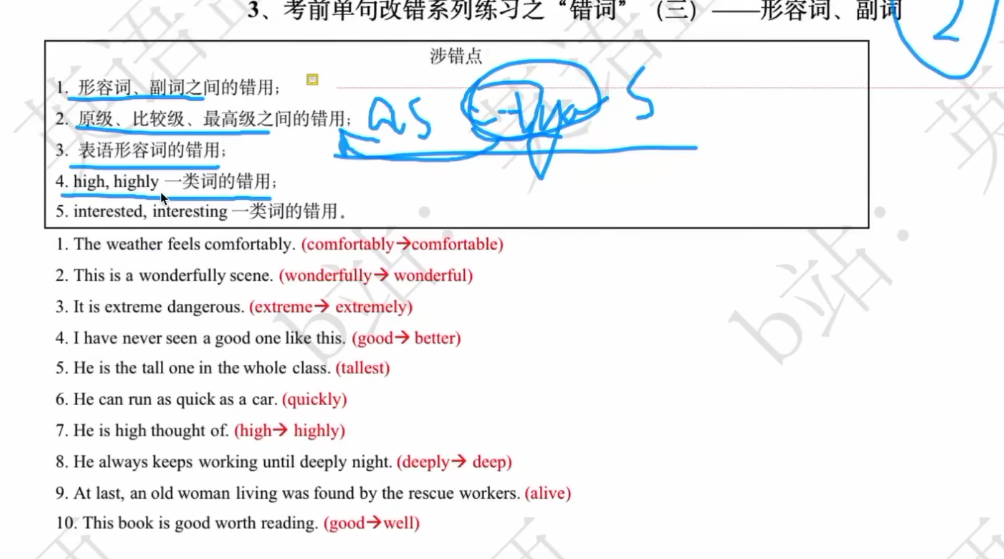 3、考前单句改错系列练习之“错词”（三）——形容词、副词
2
涉错点
1. 形容词、副词之间的错用；
2. 原级、比较级、最高级之间的错用；
as
3. 表语形容词的错用；
4. high, highly 一类词的错用；
5. interested, interesting 一类词的错用。
1. The weather feels comfortably. (comfortably→comfortable)
2. This is a wonderfully scene. (wonderfully→ wonderful)
3. It is extreme dangerous. (extreme→ extremely)
4. I have never seen a good one like this. (good→ better)
5. He is the tall one in the whole class. (tallest)
6. He can run as quick as a car. (quickly)
7. He is high thought of. (high→ highly)
8. He always keeps working until deeply night. (deeply→ deep)
9. At last, an old woman living was found by the rescue workers. (alive)
10. This book is good worth reading. (good→well)
b站：
b站：